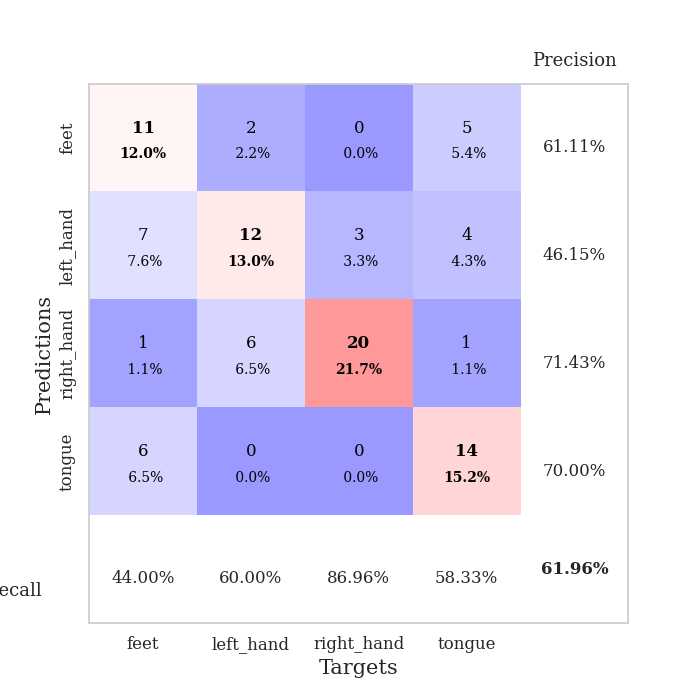 Precision
feet
11 2 0 5 61.11%
12.0% 2.2% 0.0% 5.4%
left_hand
7 12 3 4 46.15%
7.6% 13.0% 3.3% 4.3%
Predictions
right_hand
1 6 20 1 71.43%
1.1% 6.5% 21.7% 1.1%
tongue
6 0 0 14 70.00%
6.5% 0.0% 0.0% 15.2%
ecall 44.00% 60.00% 86.96% 58.33% 61.96%
feet left_hand right_hand tongue
Targets